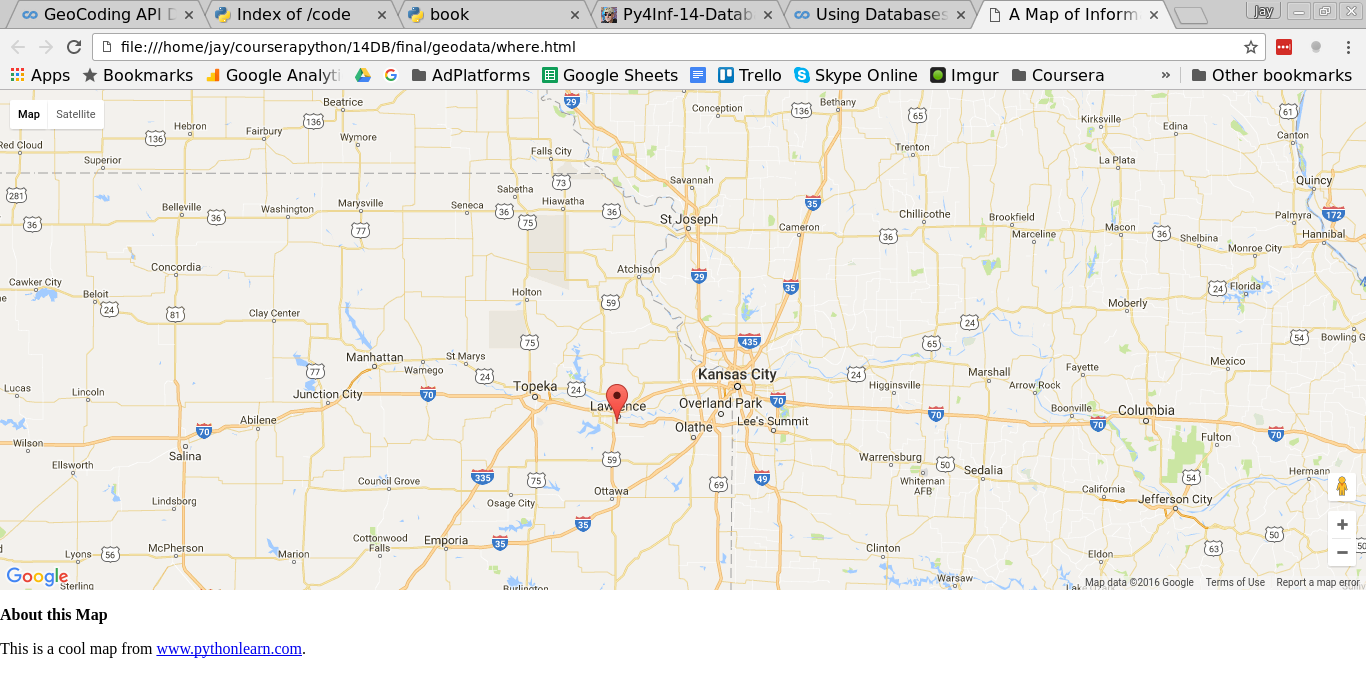 GeoCoding API D
Index of /code
book
Py4Inf-14-Datab
Using Databases
A Map of Inform
Jay
file:///home/jay/courserapython/14DB/final/geodata/where.html
Apps Bookmarks Google Analyti AdPlatforms Google Sheets Trello Skype Online Imgur Coursera » Other bookmarks
Map Satellite
Beatrice 29 Conception 136 Bethany 65 Kirksville 61
Hebron 136 Fairbury 136 Wymore Edina Canton
Red Cloud Superior Falls City Trenton La Plata
281 Sabetha 73 Hiawatha Savannah Quincy
36 Belleville 36 Washington Marysville 77 Seneca 36 75 36 St Joseph 35 Cameron 36 Chillicothe Brookfield Marceline Macon 36 Shelbina Palmyra 172 Hannibal
Monroe City
Concordia Atchison 29
Cawker City Beloit 24 81 Clay Center Holton 59 35 Moberly 24 Florida
75 435 65 24 54 Bowling G
Manhattan St Marys Wamego 24 Kansas City 24 Marshall Fayette Mexico
77 Topeka 24 Higginsville Arrow Rock
Lucas Lincoln Junction City 70 Lawrence Overland Park 70 70 Boonville Columbia
Abilene 70 Olathe Lee's Summit 70 Fulton 70
Wilson Salina 59 Warrensburg 50 Sedalia Hermann
Ellsworth Council Grove 335 75 Ottawa 69 49 Whiteman AFB California 54 Jefferson City
Lindsborg Osage City
Lyons 56 McPherson Marion Cottonwood Falls Emporia 35 35 Clinton Eldon 63 50 50
Sterling Burlington Warsaw
Google Map data ©2016 Google Terms of Use Report a map error
About this Map
This is a cool map from www.pythonlearn.com.